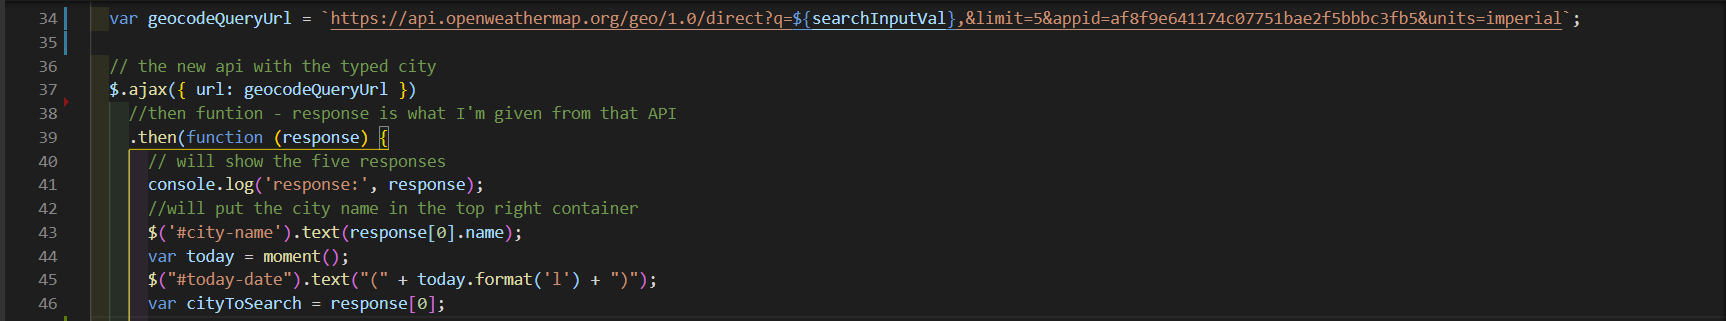 34 var geocodeQueryUrl = `https://api.openweathermap.org/geo/1.0/direct?q=${searchInputVal},&limit=5&appid=af8f9e641174c07751bae2f5bbbc3fb5&units=imperial`;
35
36 // the new api with the typed city
37 $.ajax({ url: geocodeQueryUrl })
38 //then funtion - response is what I'm given from that API
39 .then(function (response) {
40 // will show the five responses
41 console.log('response:', response);
42 //will put the city name in the top right container
43 $('#city-name').text(response[0].name);
44 var today = moment();
45 $("#today-date").text("(" + today.format('l') + ")");
46 var cityToSearch = response[0];